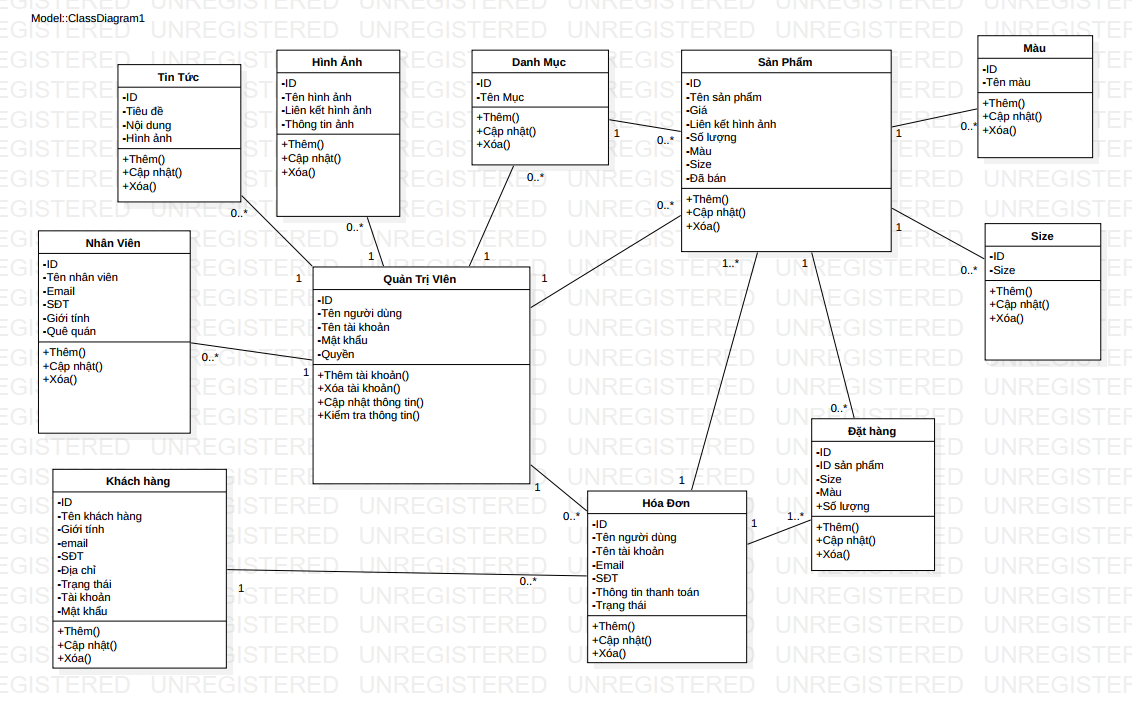 Model::ClassDiagram1
Tin Tức
-ID
-Tiêu đề
-Nội dung
-Hình ảnh
+Thêm()
+Cập nhật()
+Xóa()
Hình Ảnh
-ID
-Tên hình ảnh
-Liên kết hình ảnh
-Thông tin ảnh
+Thêm()
+Cập nhật()
+Xóa()
Danh Mục
-ID
-Tên Mục
+Thêm()
+Cập nhật()
+Xóa()
Sản Phẩm
-ID
-Tên sản phẩm
-Giá
-Liên kết hình ảnh
-Số lượng
-Màu
-Size
-Đã bán
+Thêm()
+Cập nhật()
+Xóa()
Màu
-ID
-Tên màu
+Thêm()
+Cập nhật()
+Xóa()
1
0..*
1
0..*
0..*
0..*
0..*
0..*
1
1
1
1
1
0..*
1..*
1
Nhân Viên
-ID
-Tên nhân viên
-Email
-SĐT
-Giới tính
-Quê quán
+Thêm()
+Cập nhật()
+Xóa()
0..*
1
Quản Trị VIên
-ID
-Tên người dùng
-Tên tài khoản
-Mật khẩu
-Quyền
+Thêm tài khoản()
+Xóa tài khoản()
+Cập nhật thông tin()
+Kiểm tra thông tin()
Size
-ID
-Size
+Thêm()
+Cập nhật()
+Xóa()
0..*
Đặt hàng
-ID
-ID sản phẩm
-Size
-Màu
+Số lượng
+Thêm()
+Cập nhật()
+Xóa()
1
1
0..*
1
1..*
Khách hàng
-ID
-Tên khách hàng
-Giới tính
-email
-SĐT
-Địa chỉ
-Trạng thái
-Tài khoản
-Mật khẩu
+Thêm()
+Cập nhật()
+Xóa()
1
0..*
Hóa Đơn
-ID
-Tên người dùng
-Tên tài khoản
-Email
-SĐT
-Thông tin thanh toán
-Trạng thái
+Thêm()
+Cập nhật()
+Xóa()
UNREGISTERED